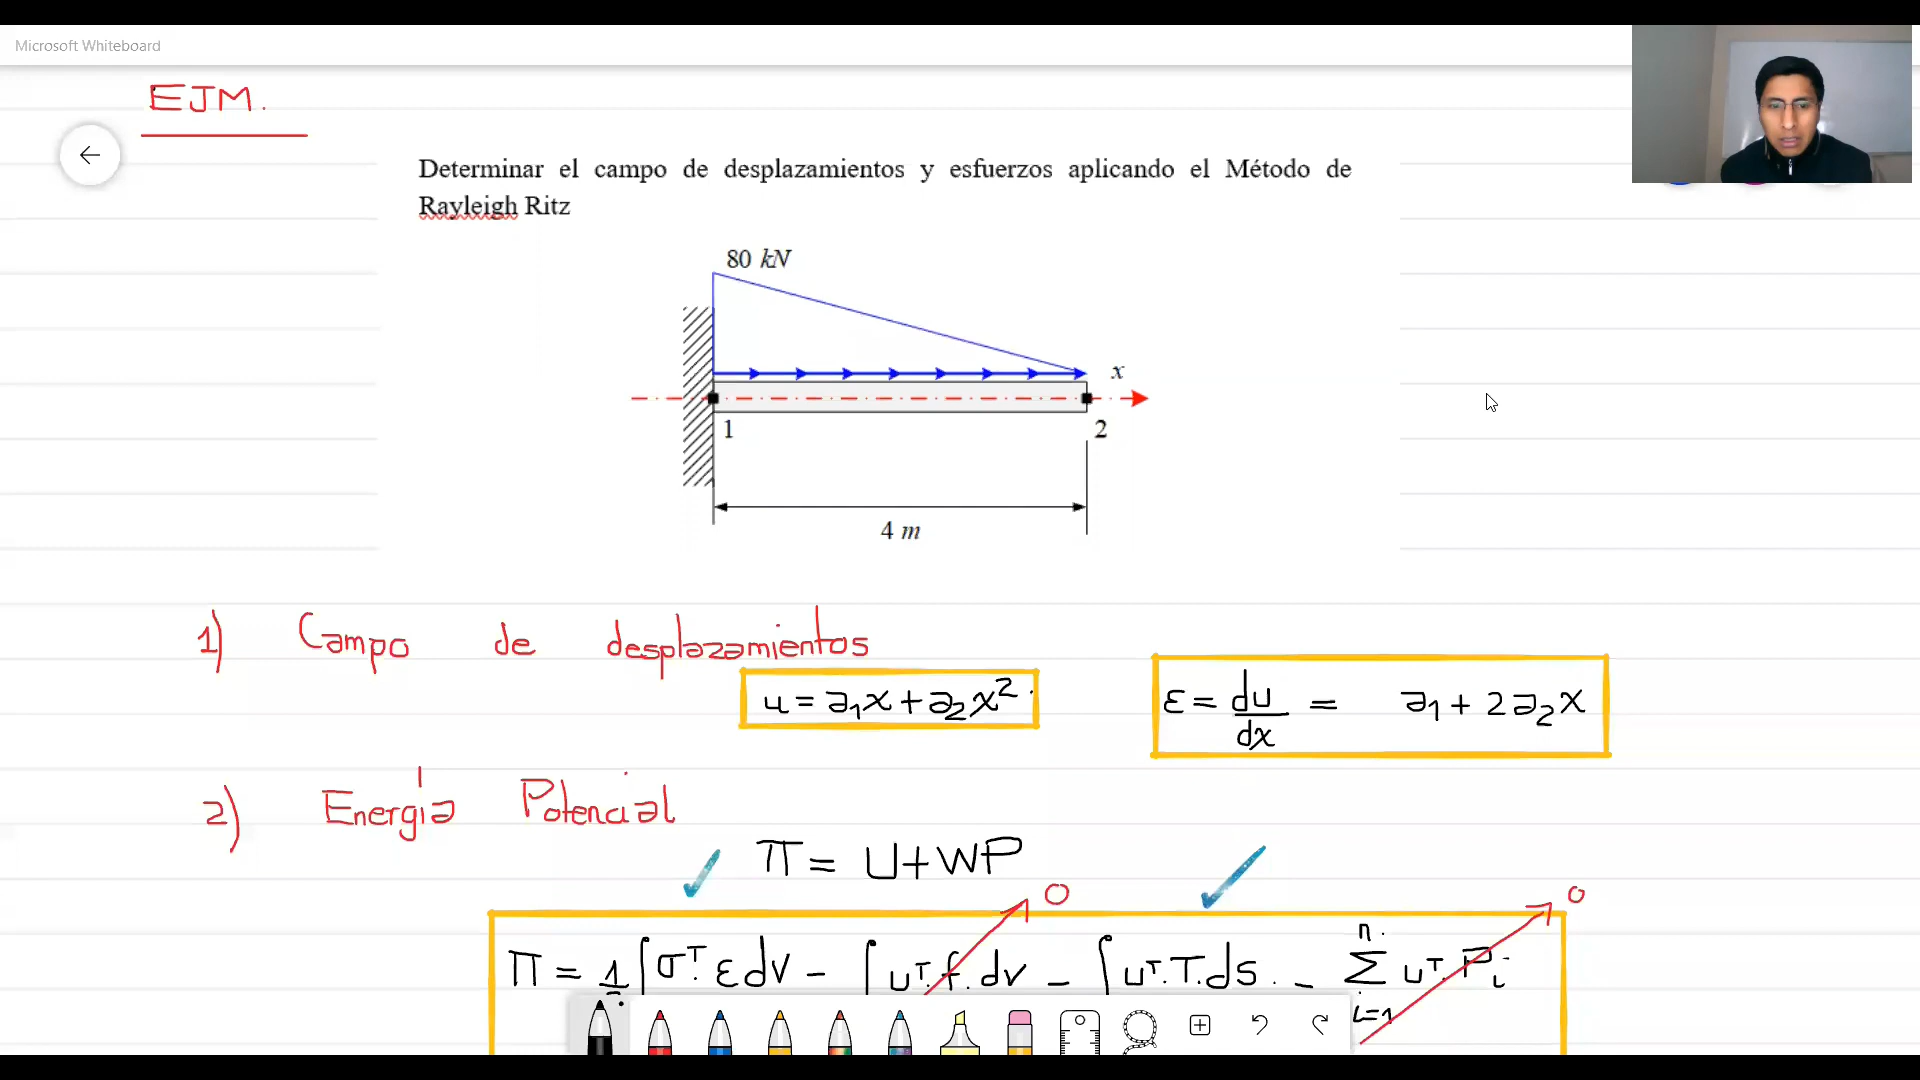 Microsoft Whiteboard
EJM.
Determinar el campo de desplazamientos y esfuerzos aplicando el Método de
Rayleigh Ritz
80 kN
x
1
2
4 m
1) Campo de desplazamientos
u = a₁x + a₂x²
ε = du/dx = a₁ + 2a₂x
2) Energía Potencial
π = U + WP
0
0
π = 1/2 ∫σᵀ ε dv - ∫uᵀ.f.dv - ∫uᵀ.T.ds. - Σ n i=1 uᵀ.Pi